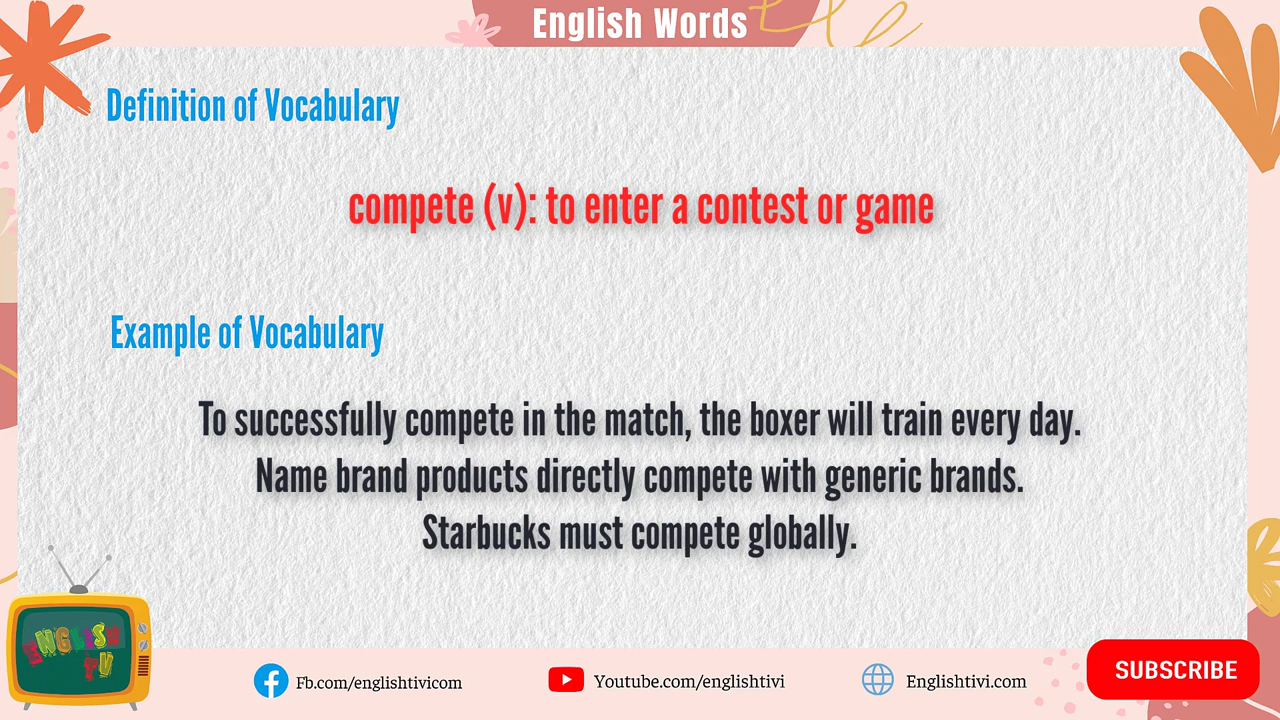 English Words
Definition of Vocabulary
compete (v): to enter a contest or game
Example of Vocabulary
To successfully compete in the match, the boxer will train every day.
Name brand products directly compete with generic brands.
Starbucks must compete globally.
ENGLISH
TV
Fb.com/englishtivicom
Youtube.com/englishtivi
Englishtivi.com
SUBSCRIBE